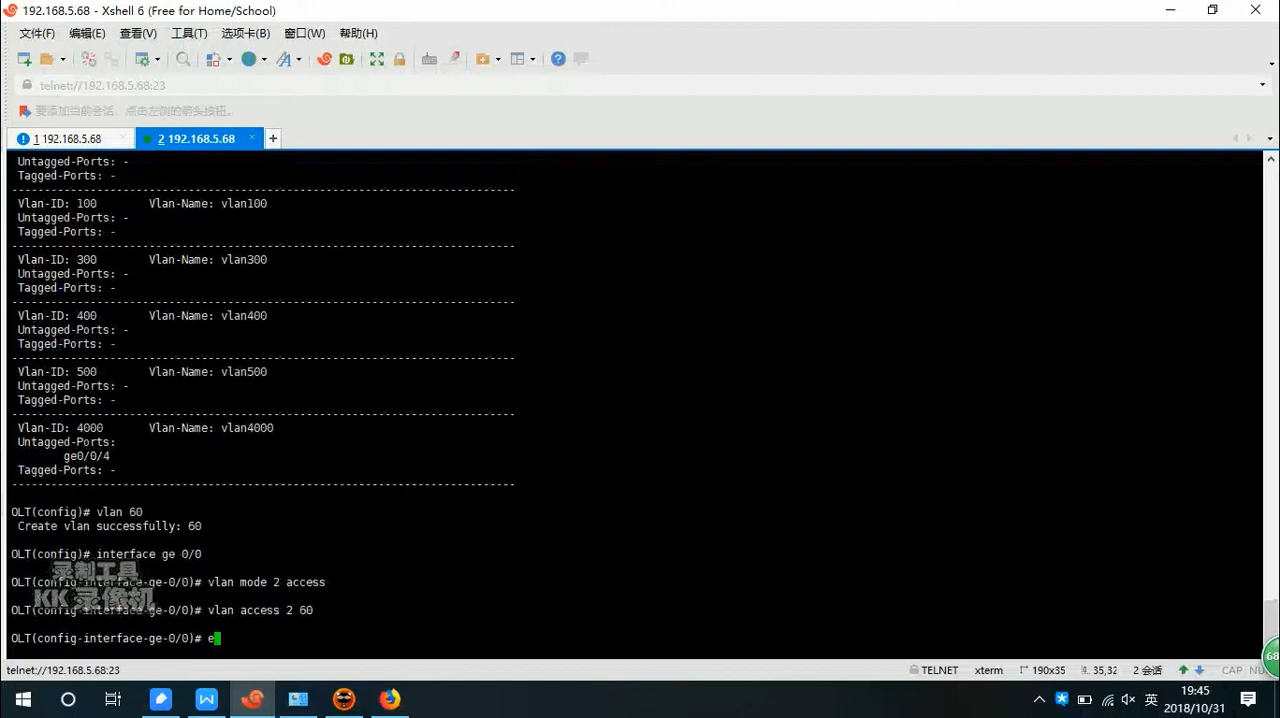 192.168.5.68 - Xshell 6 (Free for Home/School)
文件(F) 编辑(E) 查看(V) 工具(T) 选项卡(B) 窗口(W) 帮助(H)
telnet://192.168.5.68:23
要添加当前会话，点击左侧的箭头按钮。
1 192.168.5.68 × 2 192.168.5.68 × +
Untagged-Ports: -
Tagged-Ports: -
--------------------------------------------------------------------------------
Vlan-ID: 100 Vlan-Name: vlan100
Untagged-Ports: -
Tagged-Ports: -
--------------------------------------------------------------------------------
Vlan-ID: 300 Vlan-Name: vlan300
Untagged-Ports: -
Tagged-Ports: -
--------------------------------------------------------------------------------
Vlan-ID: 400 Vlan-Name: vlan400
Untagged-Ports: -
Tagged-Ports: -
--------------------------------------------------------------------------------
Vlan-ID: 500 Vlan-Name: vlan500
Untagged-Ports: -
Tagged-Ports: -
--------------------------------------------------------------------------------
Vlan-ID: 4000 Vlan-Name: vlan4000
Untagged-Ports:
ge0/0/4
Tagged-Ports: -
--------------------------------------------------------------------------------
OLT(config)# vlan 60
Create vlan successfully: 60
OLT(config)# interface ge 0/0
录制工具
OLT(config-interface-ge-0/0)# vlan mode 2 access
KK录像机
OLT(config-interface-ge-0/0)# vlan access 2 60
OLT(config-interface-ge-0/0)# e
68
telnet://192.168.5.68:23 TELNET xterm 190x35 35,32 2 会话 CAP NU
英 19:45
2018/10/31